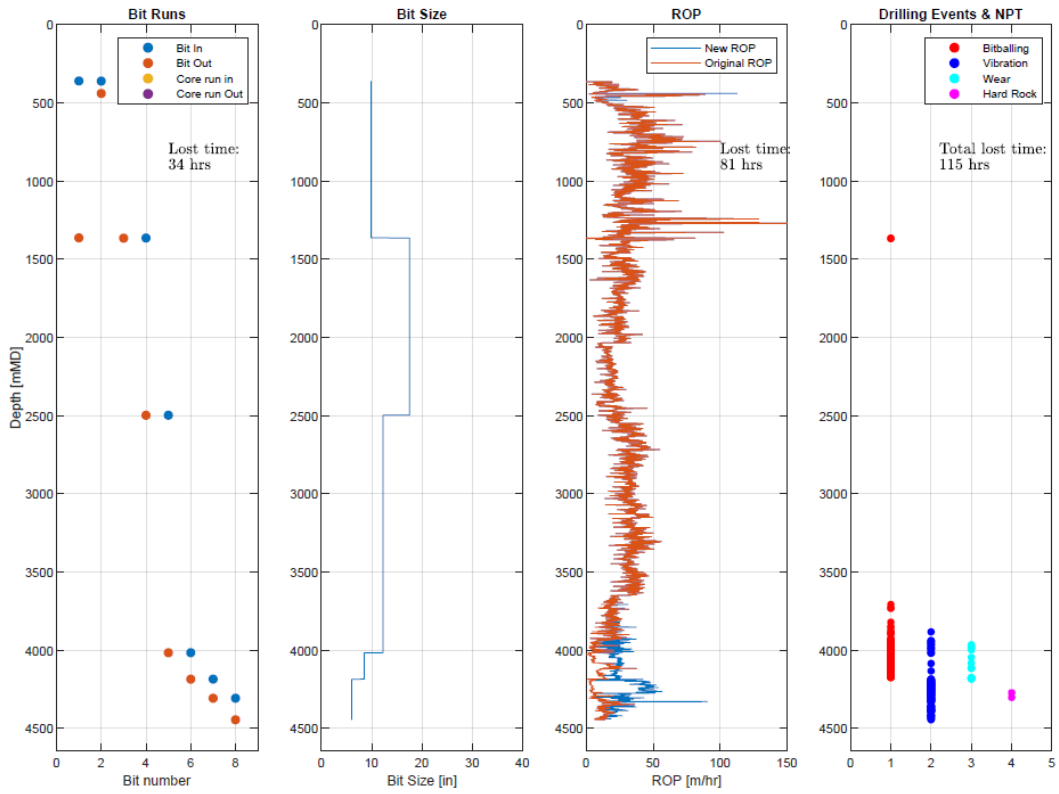 Bit Runs
Bit In
Bit Out
Core run in
Core run Out
Lost time:
34 hrs
0
500
1000
1500
2000
2500
3000
3500
4000
4500
Depth [mMD]
0 2 4 6 8
Bit number
Bit Size
0
500
1000
1500
2000
2500
3000
3500
4000
4500
0 10 20 30 40
Bit Size [in]
ROP
New ROP
Original ROP
Lost time:
81 hrs
0
500
1000
1500
2000
2500
3000
3500
4000
4500
0 50 100 150
ROP [m/hr]
Drilling Events & NPT
Bitballing
Vibration
Wear
Hard Rock
Total lost time:
115 hrs
0
500
1000
1500
2000
2500
3000
3500
4000
4500
0 1 2 3 4 5